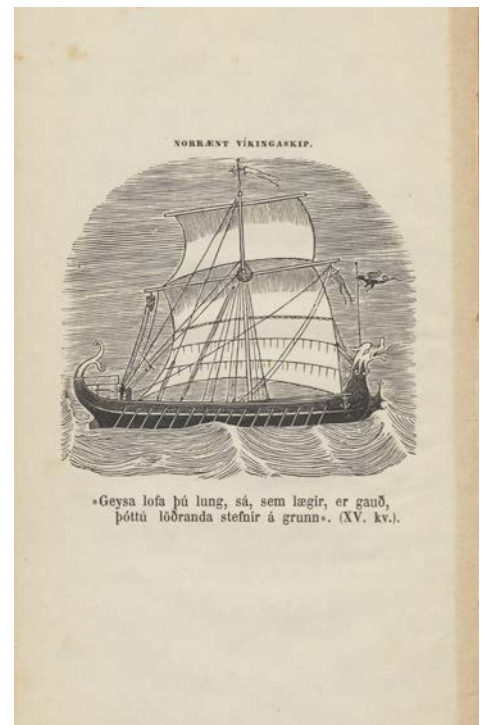 NORRÆNT VÍKINGASKIP.
»Geysa lofa þú lung, sá, sem lægir, er gauð,
þóttú löðranda stefnir á grunn«. (XV. kv.).